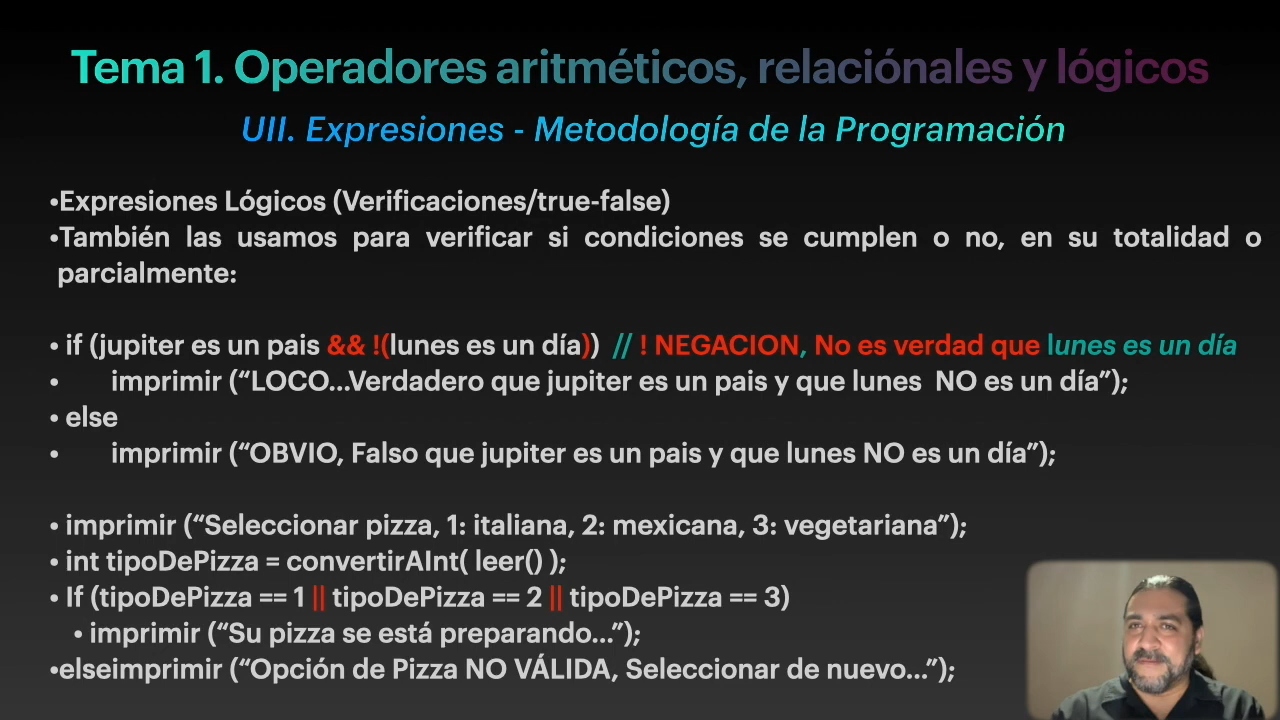 Tema 1. Operadores aritméticos, relaciónales y lógicos
UII. Expresiones - Metodología de la Programación
•Expresiones Lógicos (Verificaciones/true-false)
•También las usamos para verificar si condiciones se cumplen o no, en su totalidad o
parcialmente:
• if (jupiter es un pais && !(lunes es un día)) // ! NEGACION, No es verdad que lunes es un día
• imprimir (“LOCO...Verdadero que jupiter es un pais y que lunes NO es un día”);
• else
• imprimir (“OBVIO, Falso que jupiter es un pais y que lunes NO es un día”);
• imprimir (“Seleccionar pizza, 1: italiana, 2: mexicana, 3: vegetariana”);
• int tipoDePizza = convertirAInt( leer() );
• If (tipoDePizza == 1 || tipoDePizza == 2 || tipoDePizza == 3)
• imprimir (“Su pizza se está preparando...”);
•elseimprimir (“Opción de Pizza NO VÁLIDA, Seleccionar de nuevo...”);